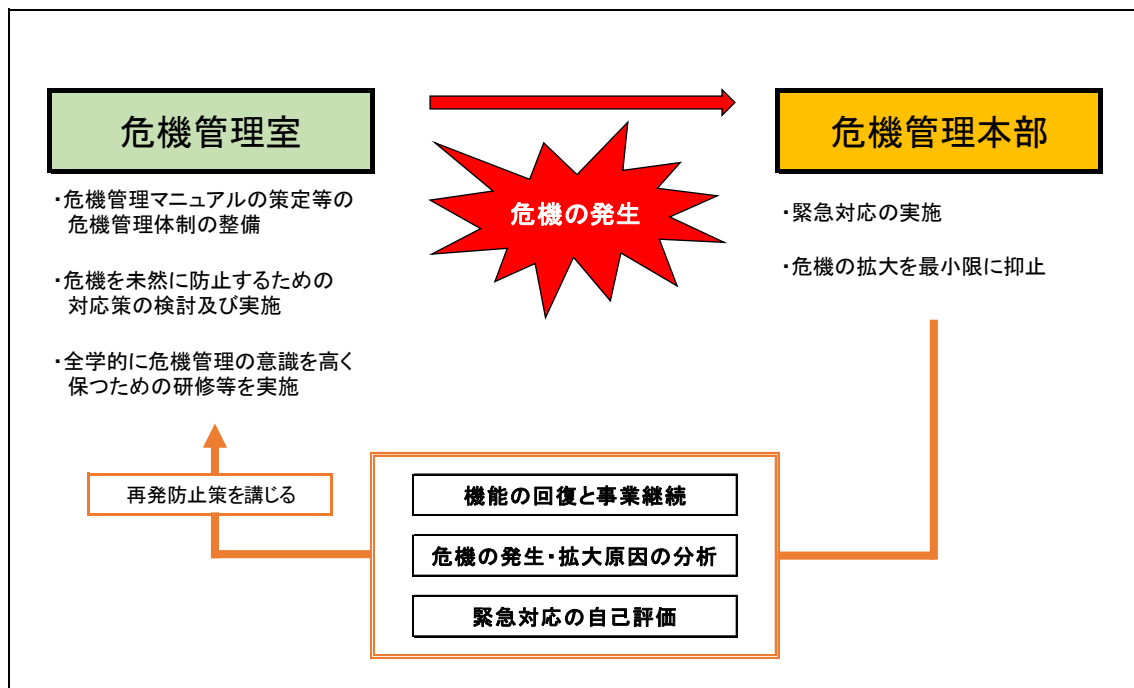 危機管理室
・危機管理マニュアルの策定等の
危機管理体制の整備
・危機を未然に防止するための
対応策の検討及び実施
・全学的に危機管理の意識を高く
保つための研修等を実施
危機の発生
危機管理本部
・緊急対応の実施
・危機の拡大を最小限に抑止
機能の回復と事業継続
危機の発生・拡大原因の分析
緊急対応の自己評価
再発防止策を講じる